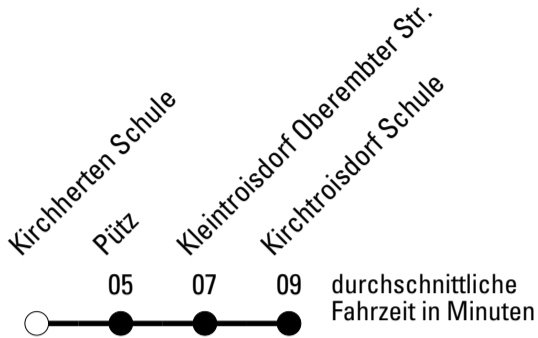 Kirchherten Schule
Pütz
Kleintroisdorf Oberembter Str.
Kirchtroisdorf Schule
05 07 09 durchschnittliche
Fahrzeit in Minuten